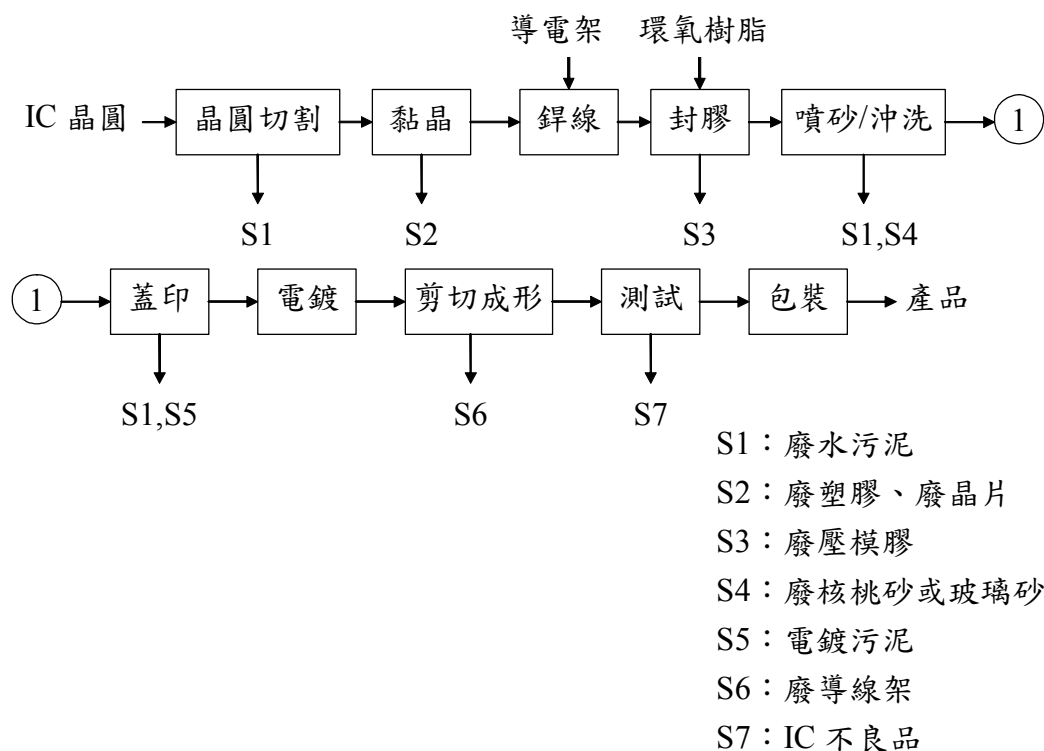 導電架 環氧樹脂
IC 晶圓 晶圓切割 黏晶 銲線 封膠 噴砂/沖洗 1
S1 S2 S3 S1,S4
1 蓋印 電鍍 剪切成形 測試 包裝 產品
S1,S5 S6 S7
S1：廢水污泥
S2：廢塑膠、廢晶片
S3：廢壓模膠
S4：廢核桃砂或玻璃砂
S5：電鍍污泥
S6：廢導線架
S7：IC 不良品